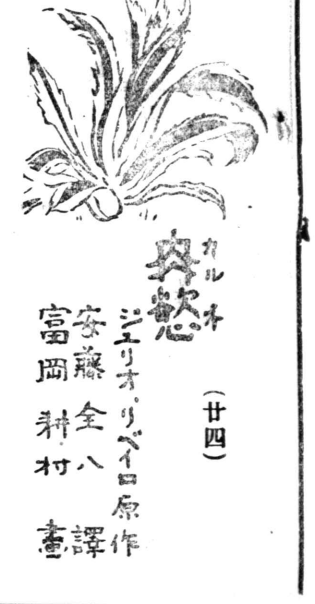 カルネ
肉慾
(廿四)
ジエリオ、リベイロ原作
安藤全八譯
富岡耕村畫